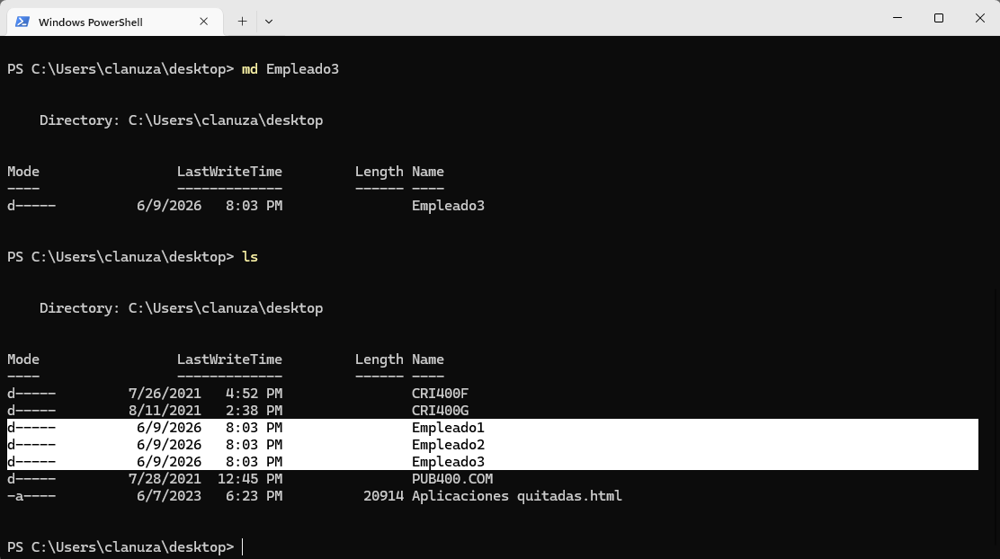 Windows PowerShell
PS C:\Users\clanuza\desktop> md Empleado3
Directory: C:\Users\clanuza\desktop
Mode                 LastWriteTime         Length Name
----                 -------------         ------ ----
d-----          6/9/2026   8:03 PM                Empleado3
PS C:\Users\clanuza\desktop> ls
Directory: C:\Users\clanuza\desktop
Mode                 LastWriteTime         Length Name
----                 -------------         ------ ----
d-----         7/26/2021   4:52 PM                CRI400F
d-----         8/11/2021   2:38 PM                CRI400G
d-----          6/9/2026   8:03 PM                Empleado1
d-----          6/9/2026   8:03 PM                Empleado2
d-----          6/9/2026   8:03 PM                Empleado3
d-----         7/28/2021  12:45 PM                PUB400.COM
-a----          6/7/2023   6:23 PM          20914 Aplicaciones quitadas.html
PS C:\Users\clanuza\desktop>